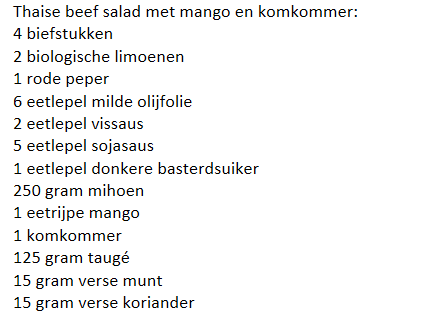 Thaise beef salad met mango en komkommer:
4 biefstukken
2 biologische limoenen
1 rode peper
6 eetlepel milde olijfolie
2 eetlepel vissaus
5 eetlepel sojasaus
1 eetlepel donkere basterdsuiker
250 gram mihoen
1 eetrijpe mango
1 komkommer
125 gram taugé
15 gram verse munt
15 gram verse koriander